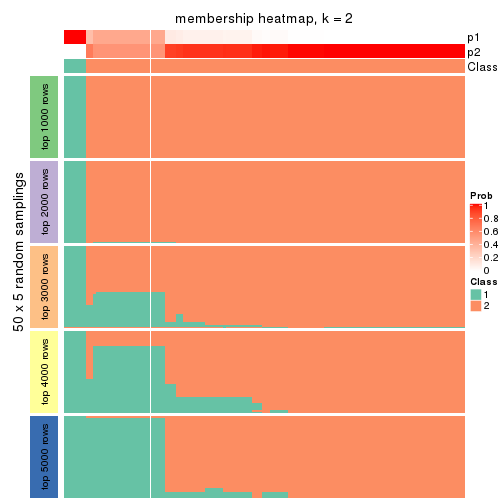 membership heatmap, k = 2
p1
p2
Class
50 x 5 random samplings
top 1000 rows
top 2000 rows
top 3000 rows
top 4000 rows
top 5000 rows
Prob
1
0.8
0.6
0.4
0.2
0
Class
1
2